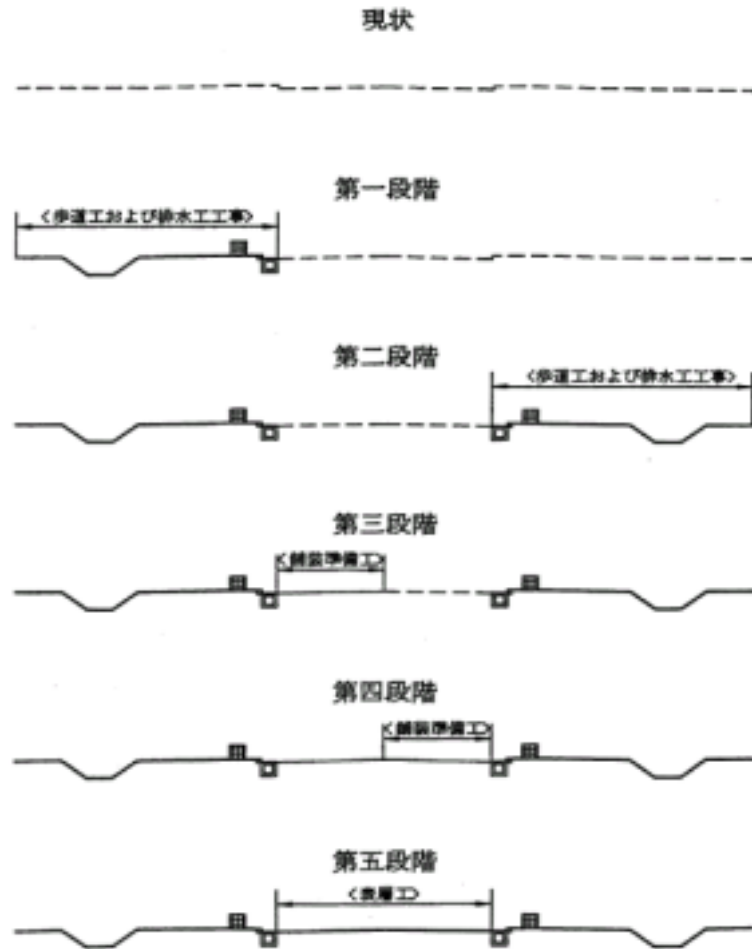 現状
第一段階
<歩道工および排水工工事>
第二段階
<歩道工および排水工工事>
第三段階
<舗装準備工>
第四段階
<舗装準備工>
第五段階
<表層工>